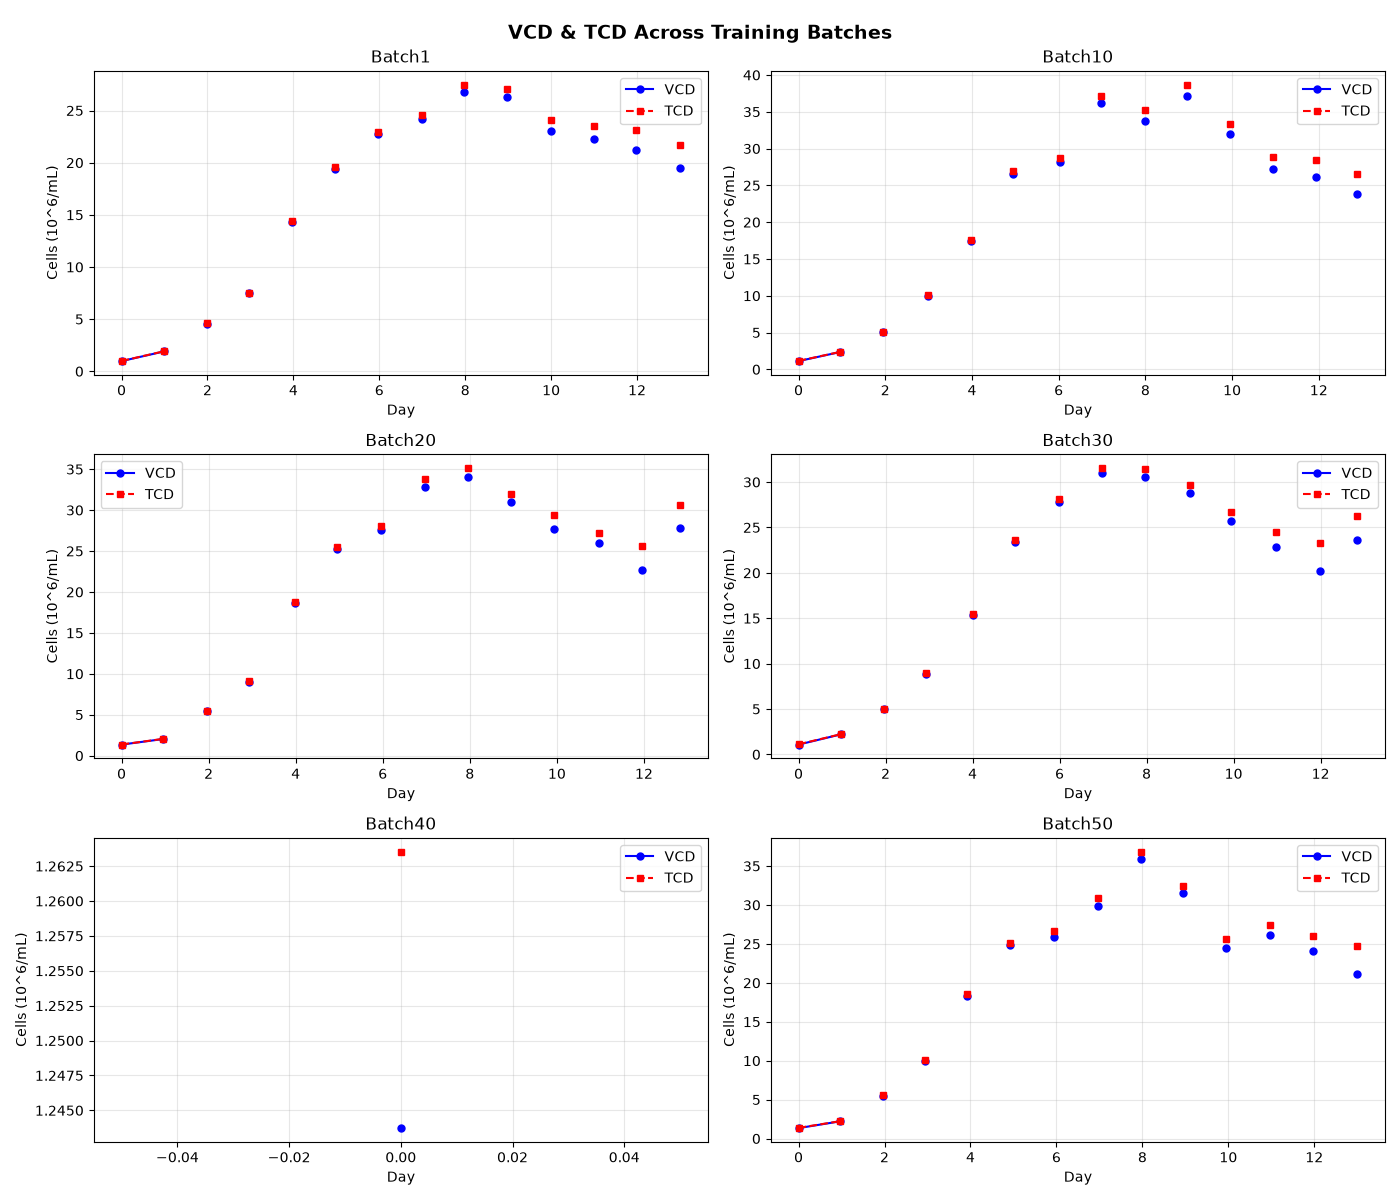 VCD & TCD Across Training Batches
Batch1
25
20
15
10
5
0
Cells (10^6/mL)
0 2 4 6 8 10 12
Day
VCD
TCD
Batch10
40
35
30
25
20
15
10
5
0
Cells (10^6/mL)
0 2 4 6 8 10 12
Day
VCD
TCD
Batch20
35
30
25
20
15
10
5
0
Cells (10^6/mL)
0 2 4 6 8 10 12
Day
VCD
TCD
Batch30
30
25
20
15
10
5
0
Cells (10^6/mL)
0 2 4 6 8 10 12
Day
VCD
TCD
Batch40
1.2625
1.2600
1.2575
1.2550
1.2525
1.2500
1.2475
1.2450
Cells (10^6/mL)
−0.04 −0.02 0.00 0.02 0.04
Day
VCD
TCD
Batch50
35
30
25
20
15
10
5
0
Cells (10^6/mL)
0 2 4 6 8 10 12
Day
VCD
TCD